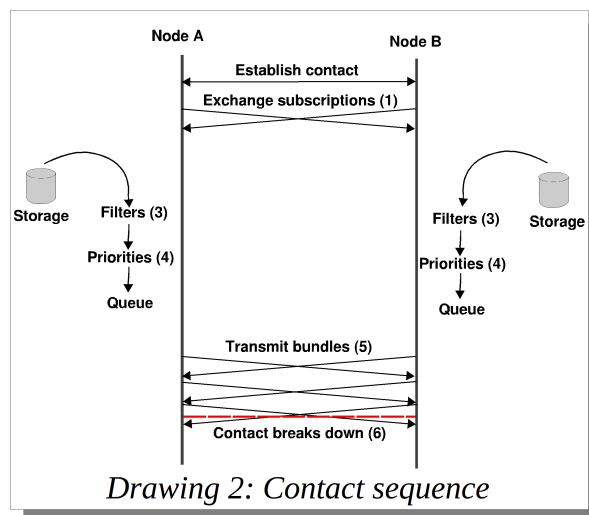 Node A
Node B
Establish contact
Exchange subscriptions (1)
Storage
Filters (3)
Priorities (4)
Queue
Filters (3)
Storage
Priorities (4)
Queue
Transmit bundles (5)
Contact breaks down (6)
Drawing 2: Contact sequence